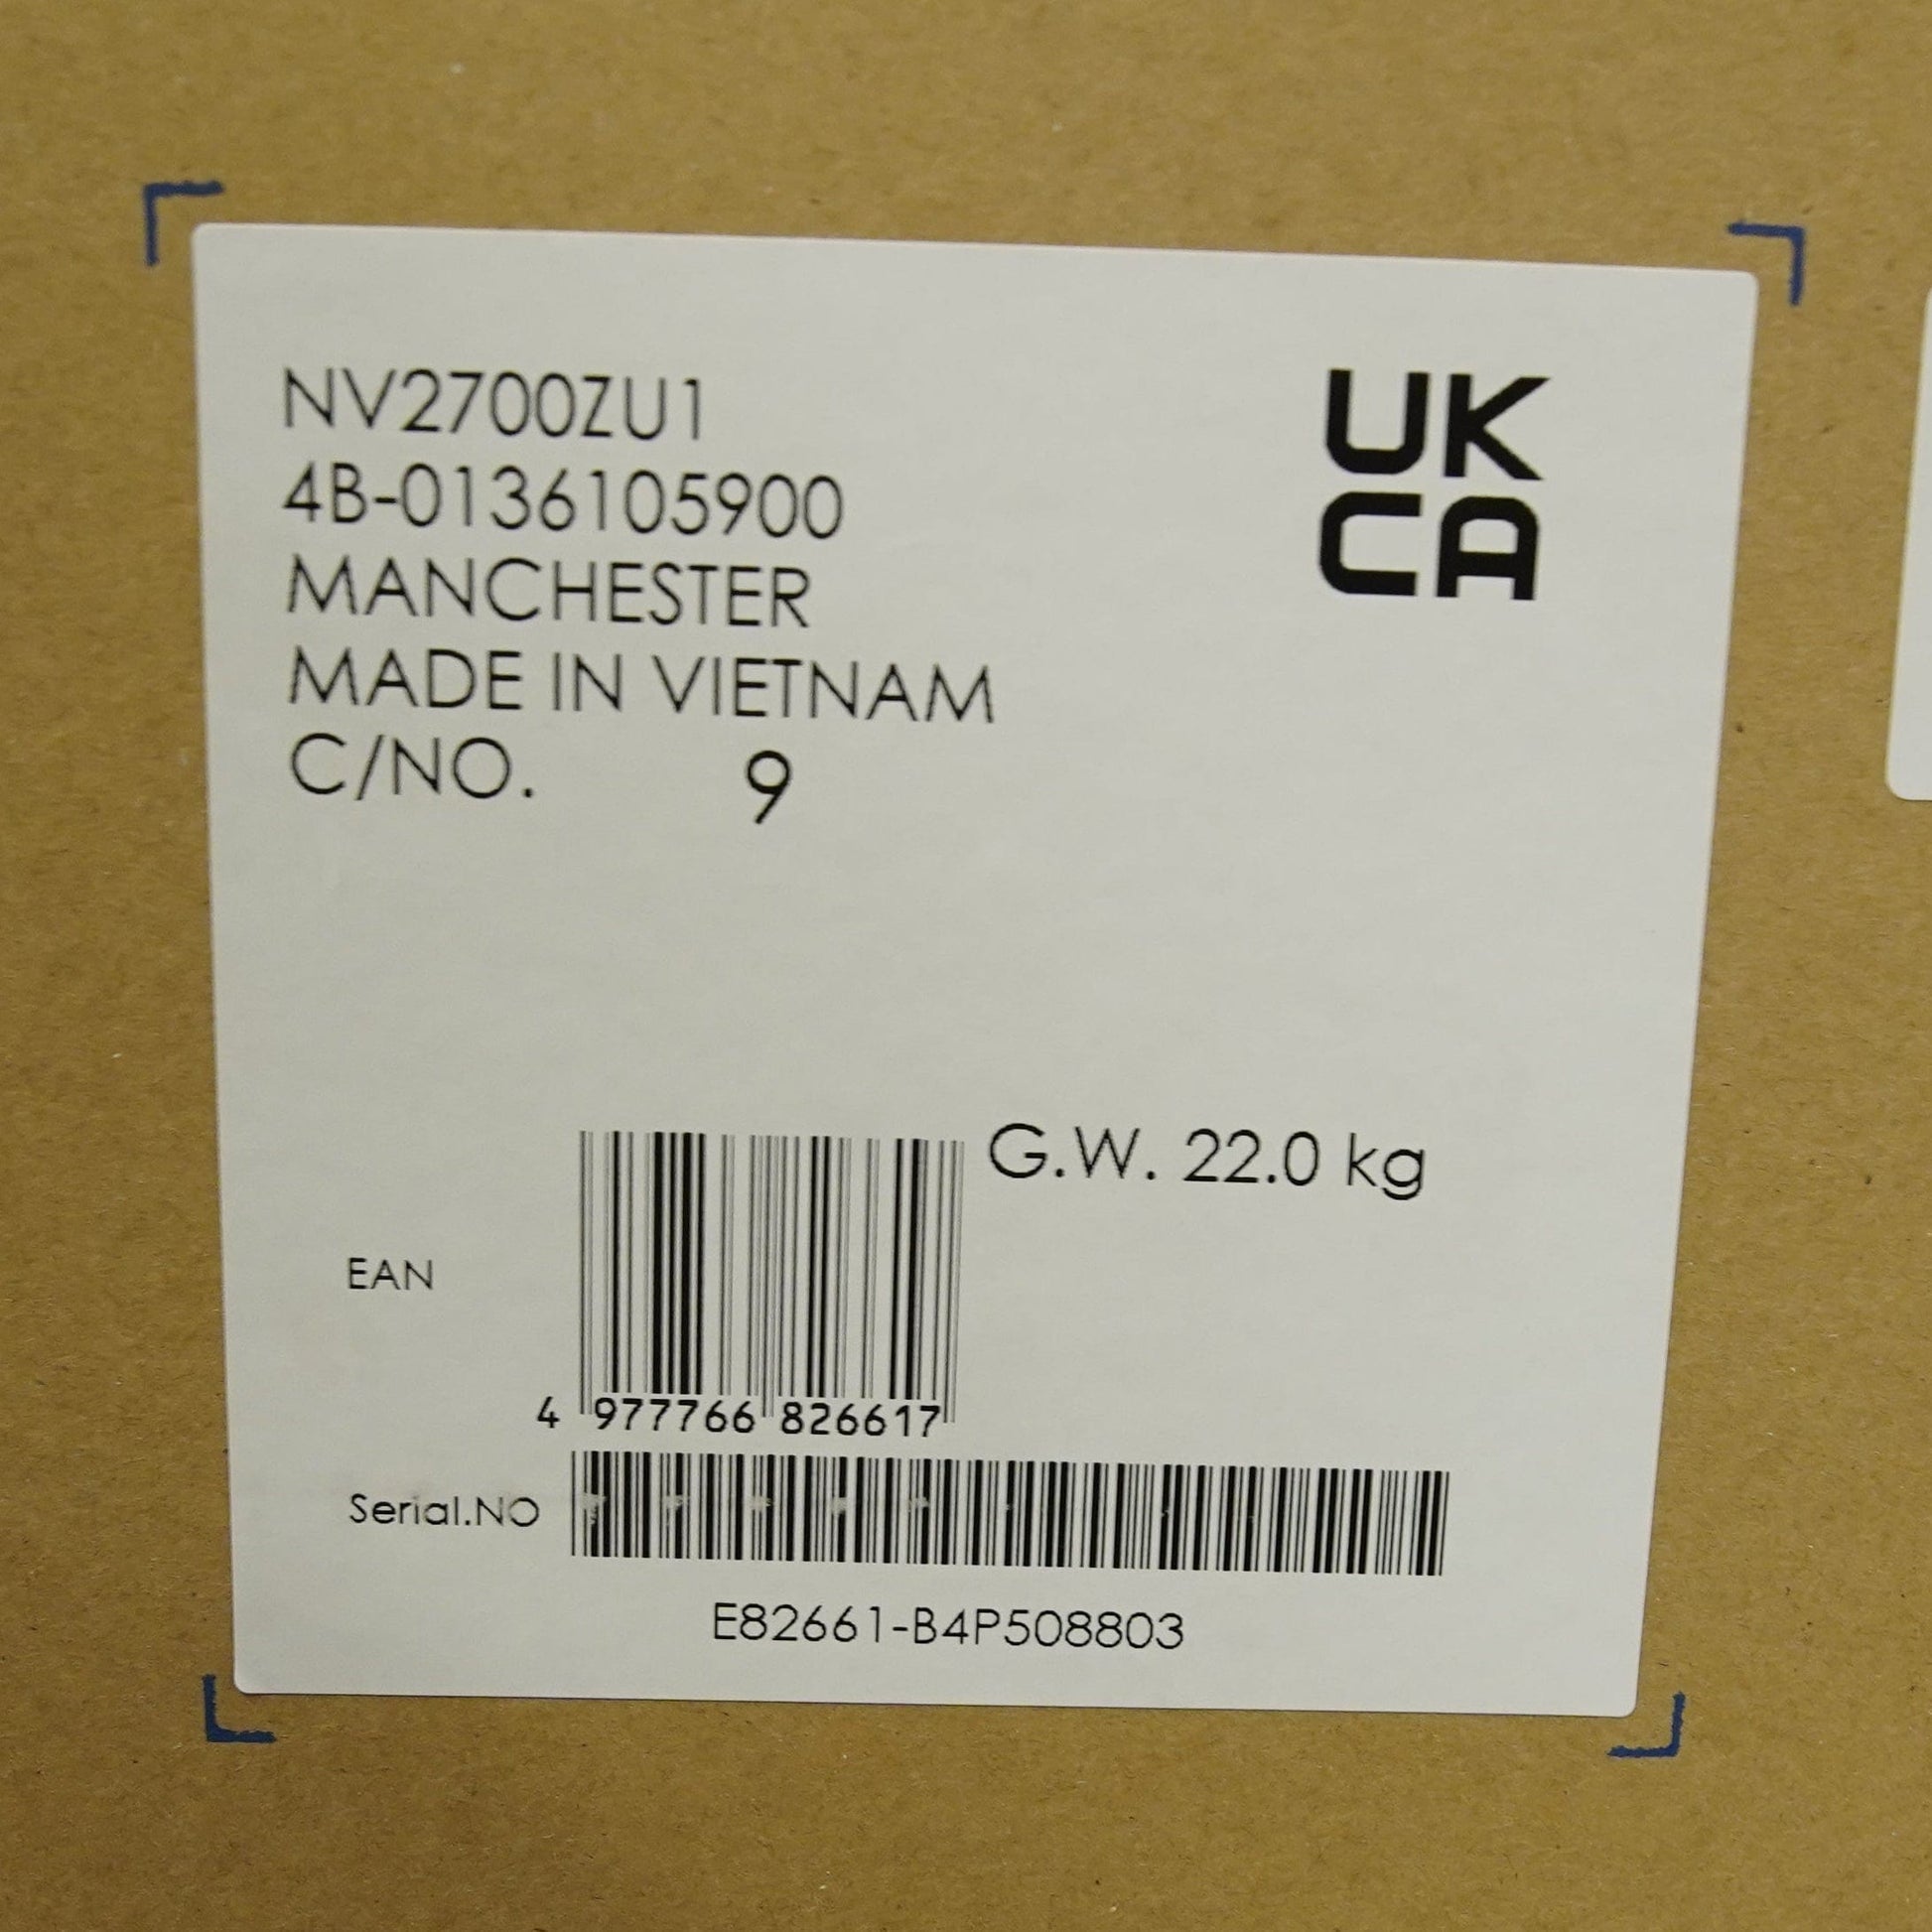 NV2700ZU1
4B-0136105900
MANCHESTER
MADE IN VIETNAM
C/NO. 9
UK
CA
G.W. 22.0 kg
EAN
4 977766 826617
Serial.NO
E82661-B4P508803